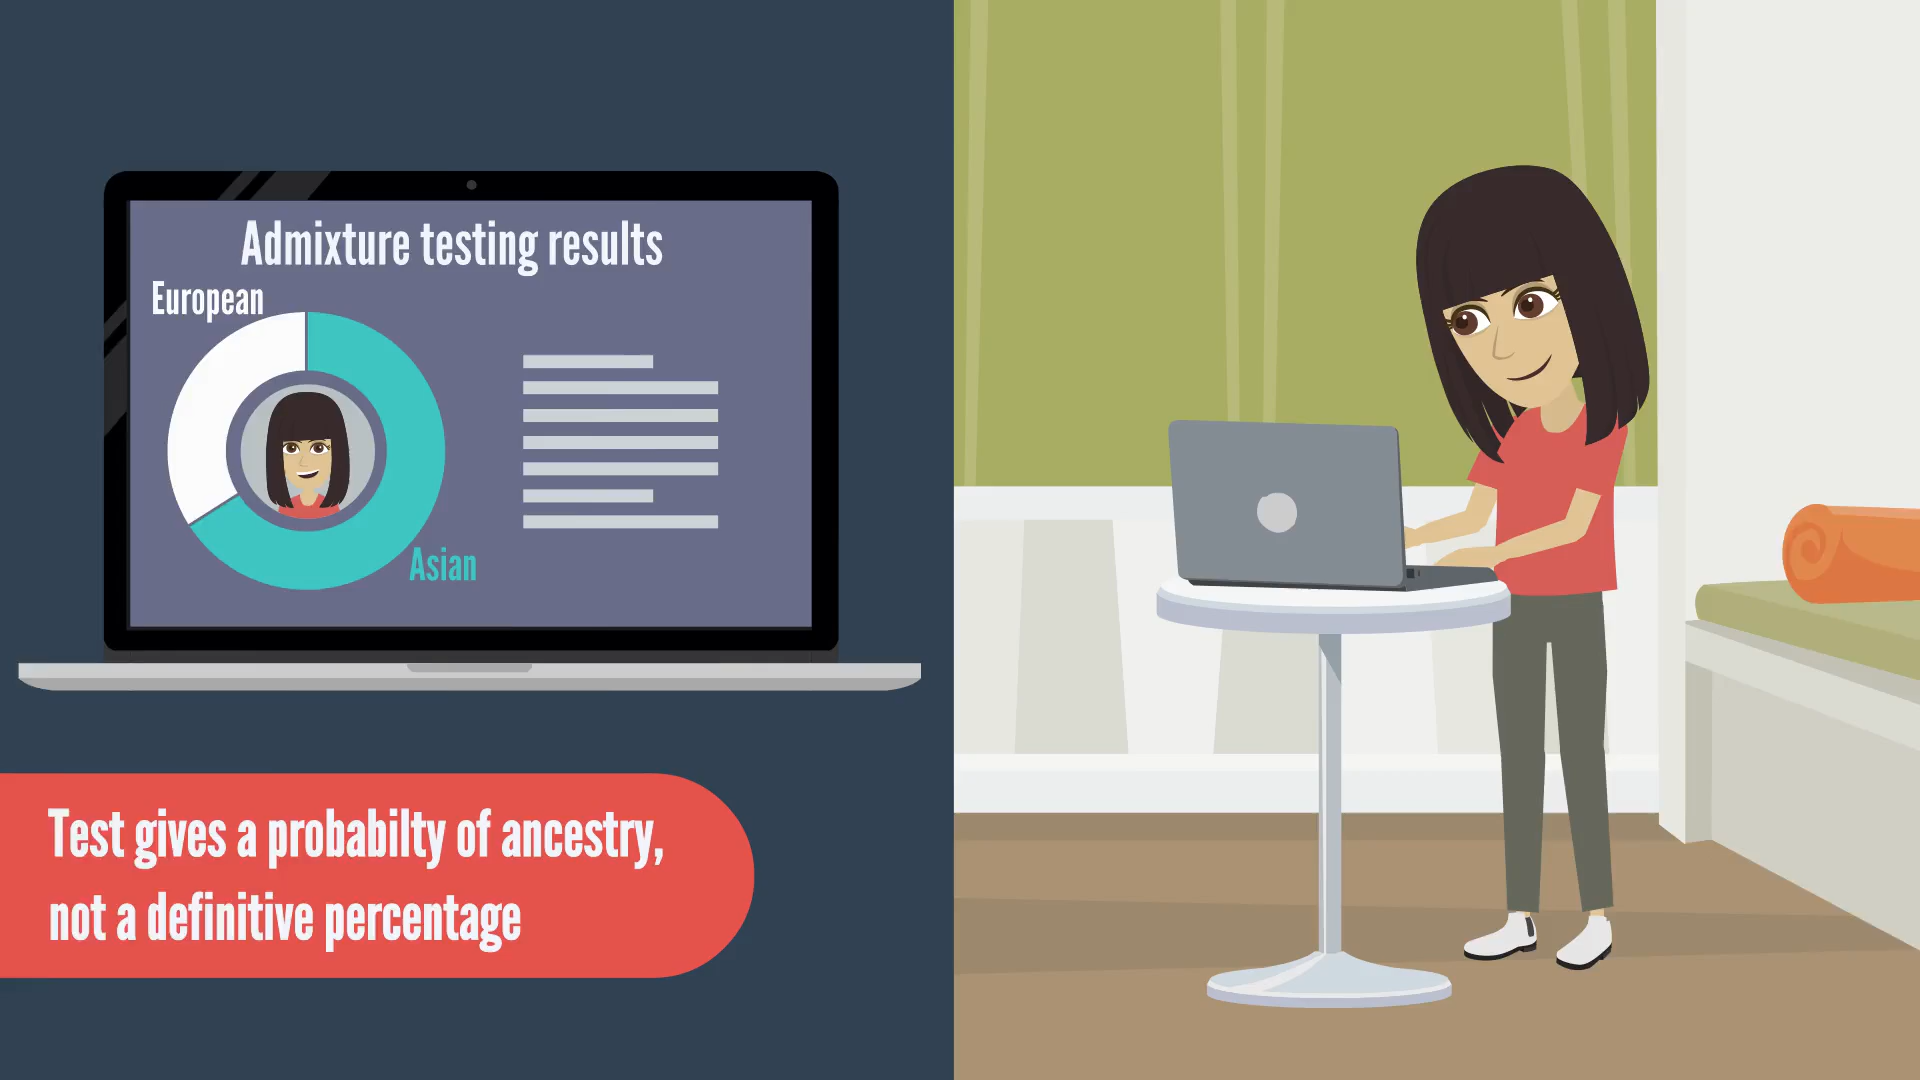 Admixture testing results
European
Asian
Test gives a probabilty of ancestry,
not a definitive percentage